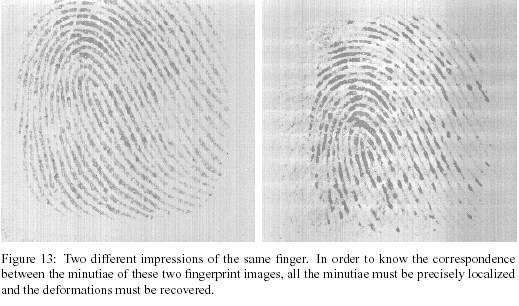 Figure 13: Two different impressions of the same finger. In order to know the correspondence
between the minutiae of these two fingerprint images, all the minutiae must be precisely localized
and the deformations must be recovered.